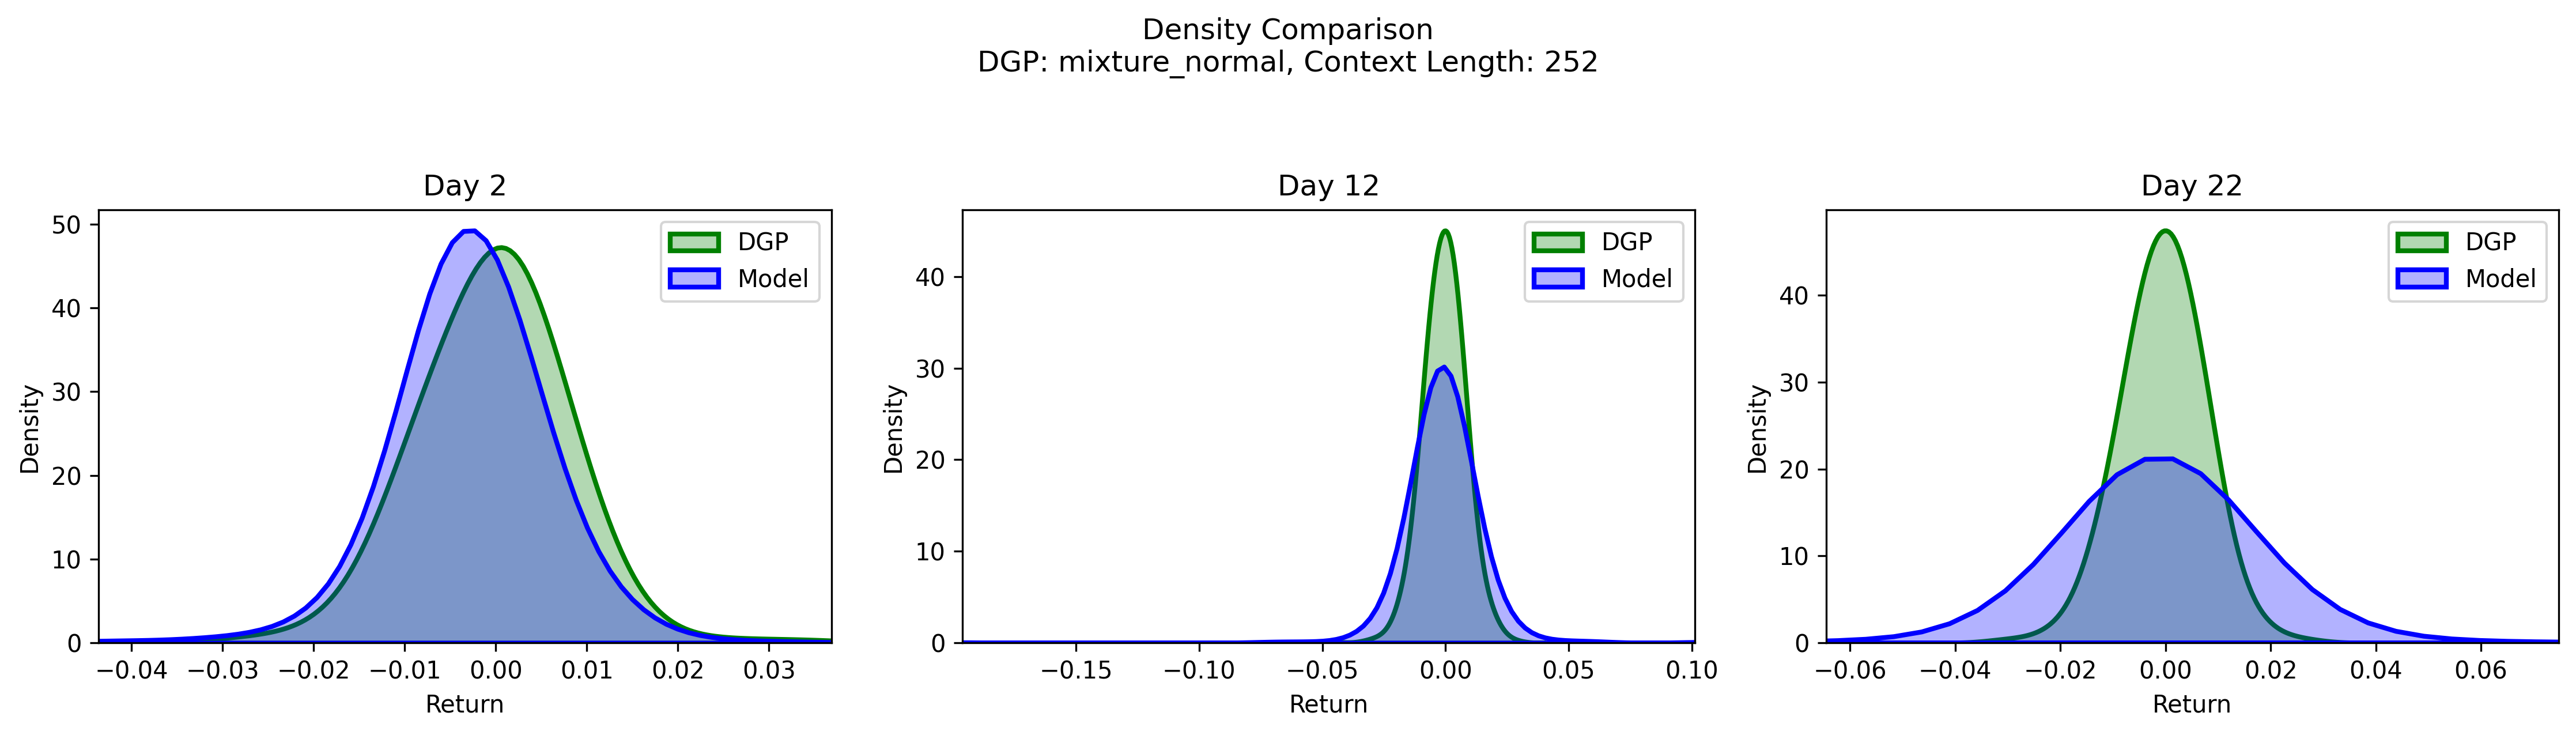 Density Comparison
DGP: mixture_normal, Context Length: 252
Day 2
50
40
30
20
10
0
Density
−0.04 −0.03 −0.02 −0.01 0.00 0.01 0.02 0.03
Return
DGP
Model
Day 12
40
30
20
10
0
Density
−0.15 −0.10 −0.05 0.00 0.05 0.10
Return
DGP
Model
Day 22
40
30
20
10
0
Density
−0.06 −0.04 −0.02 0.00 0.02 0.04 0.06
Return
DGP
Model